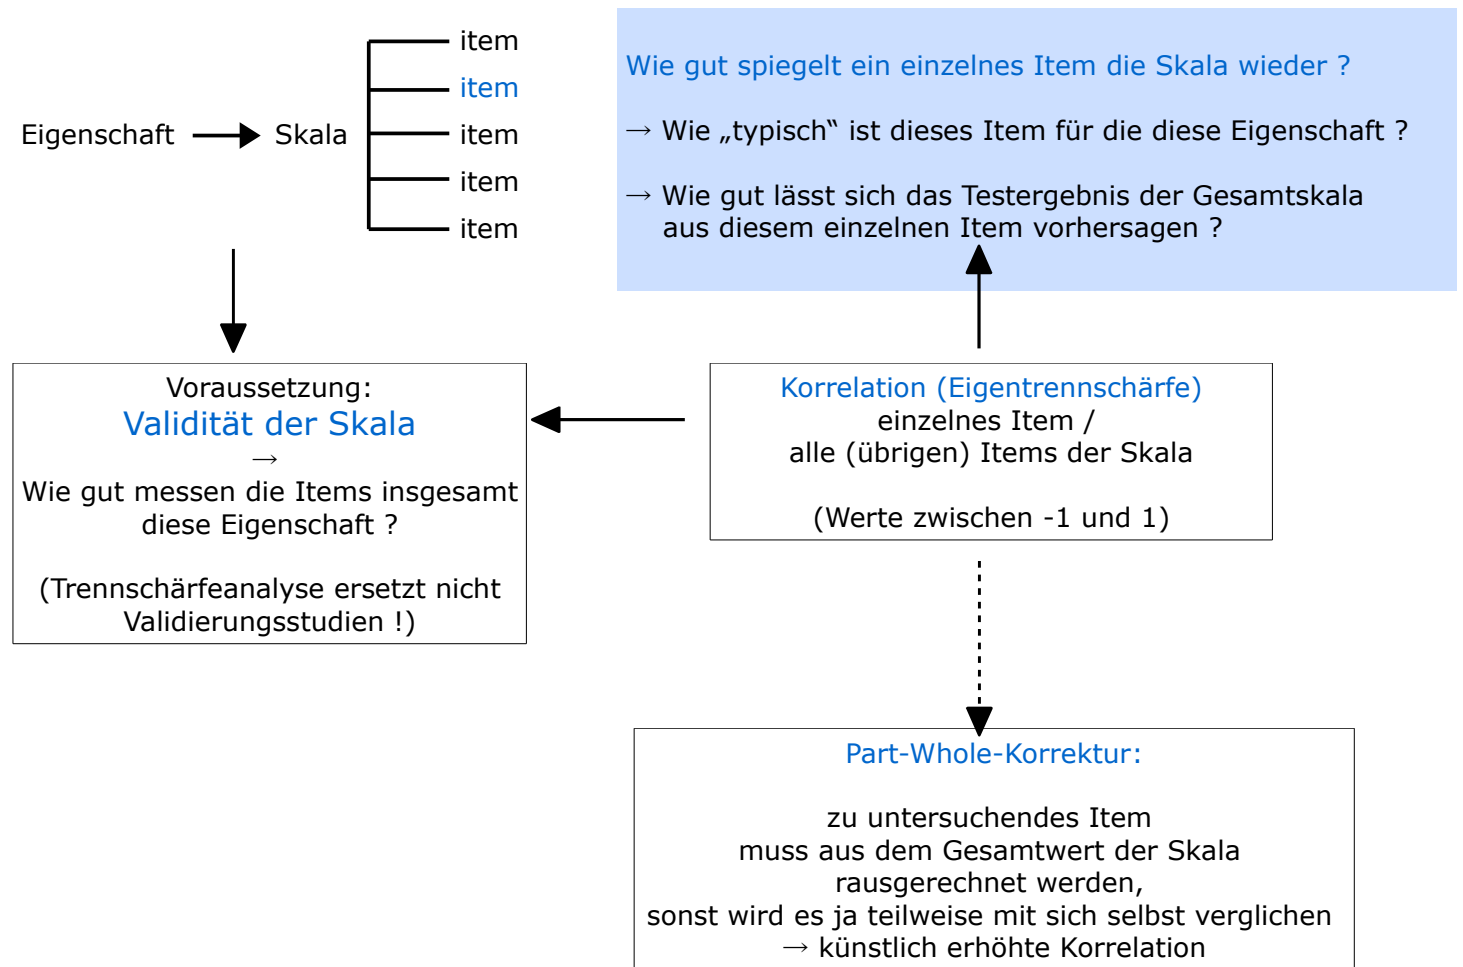 Eigenschaft
Skala
item
item
item
item
item
Wie gut spiegelt ein einzelnes Item die Skala wieder ?
→ Wie „typisch“ ist dieses Item für die diese Eigenschaft ?
→ Wie gut lässt sich das Testergebnis der Gesamtskala
aus diesem einzelnen Item vorhersagen ?
Voraussetzung:
Validität der Skala
→
Wie gut messen die Items insgesamt
diese Eigenschaft ?
(Trennschärfeanalyse ersetzt nicht
Validierungsstudien !)
Korrelation (Eigentrennschärfe)
einzelnes Item /
alle (übrigen) Items der Skala
(Werte zwischen -1 und 1)
Part-Whole-Korrektur:
zu untersuchendes Item
muss aus dem Gesamtwert der Skala
rausgerechnet werden,
sonst wird es ja teilweise mit sich selbst verglichen
→ künstlich erhöhte Korrelation